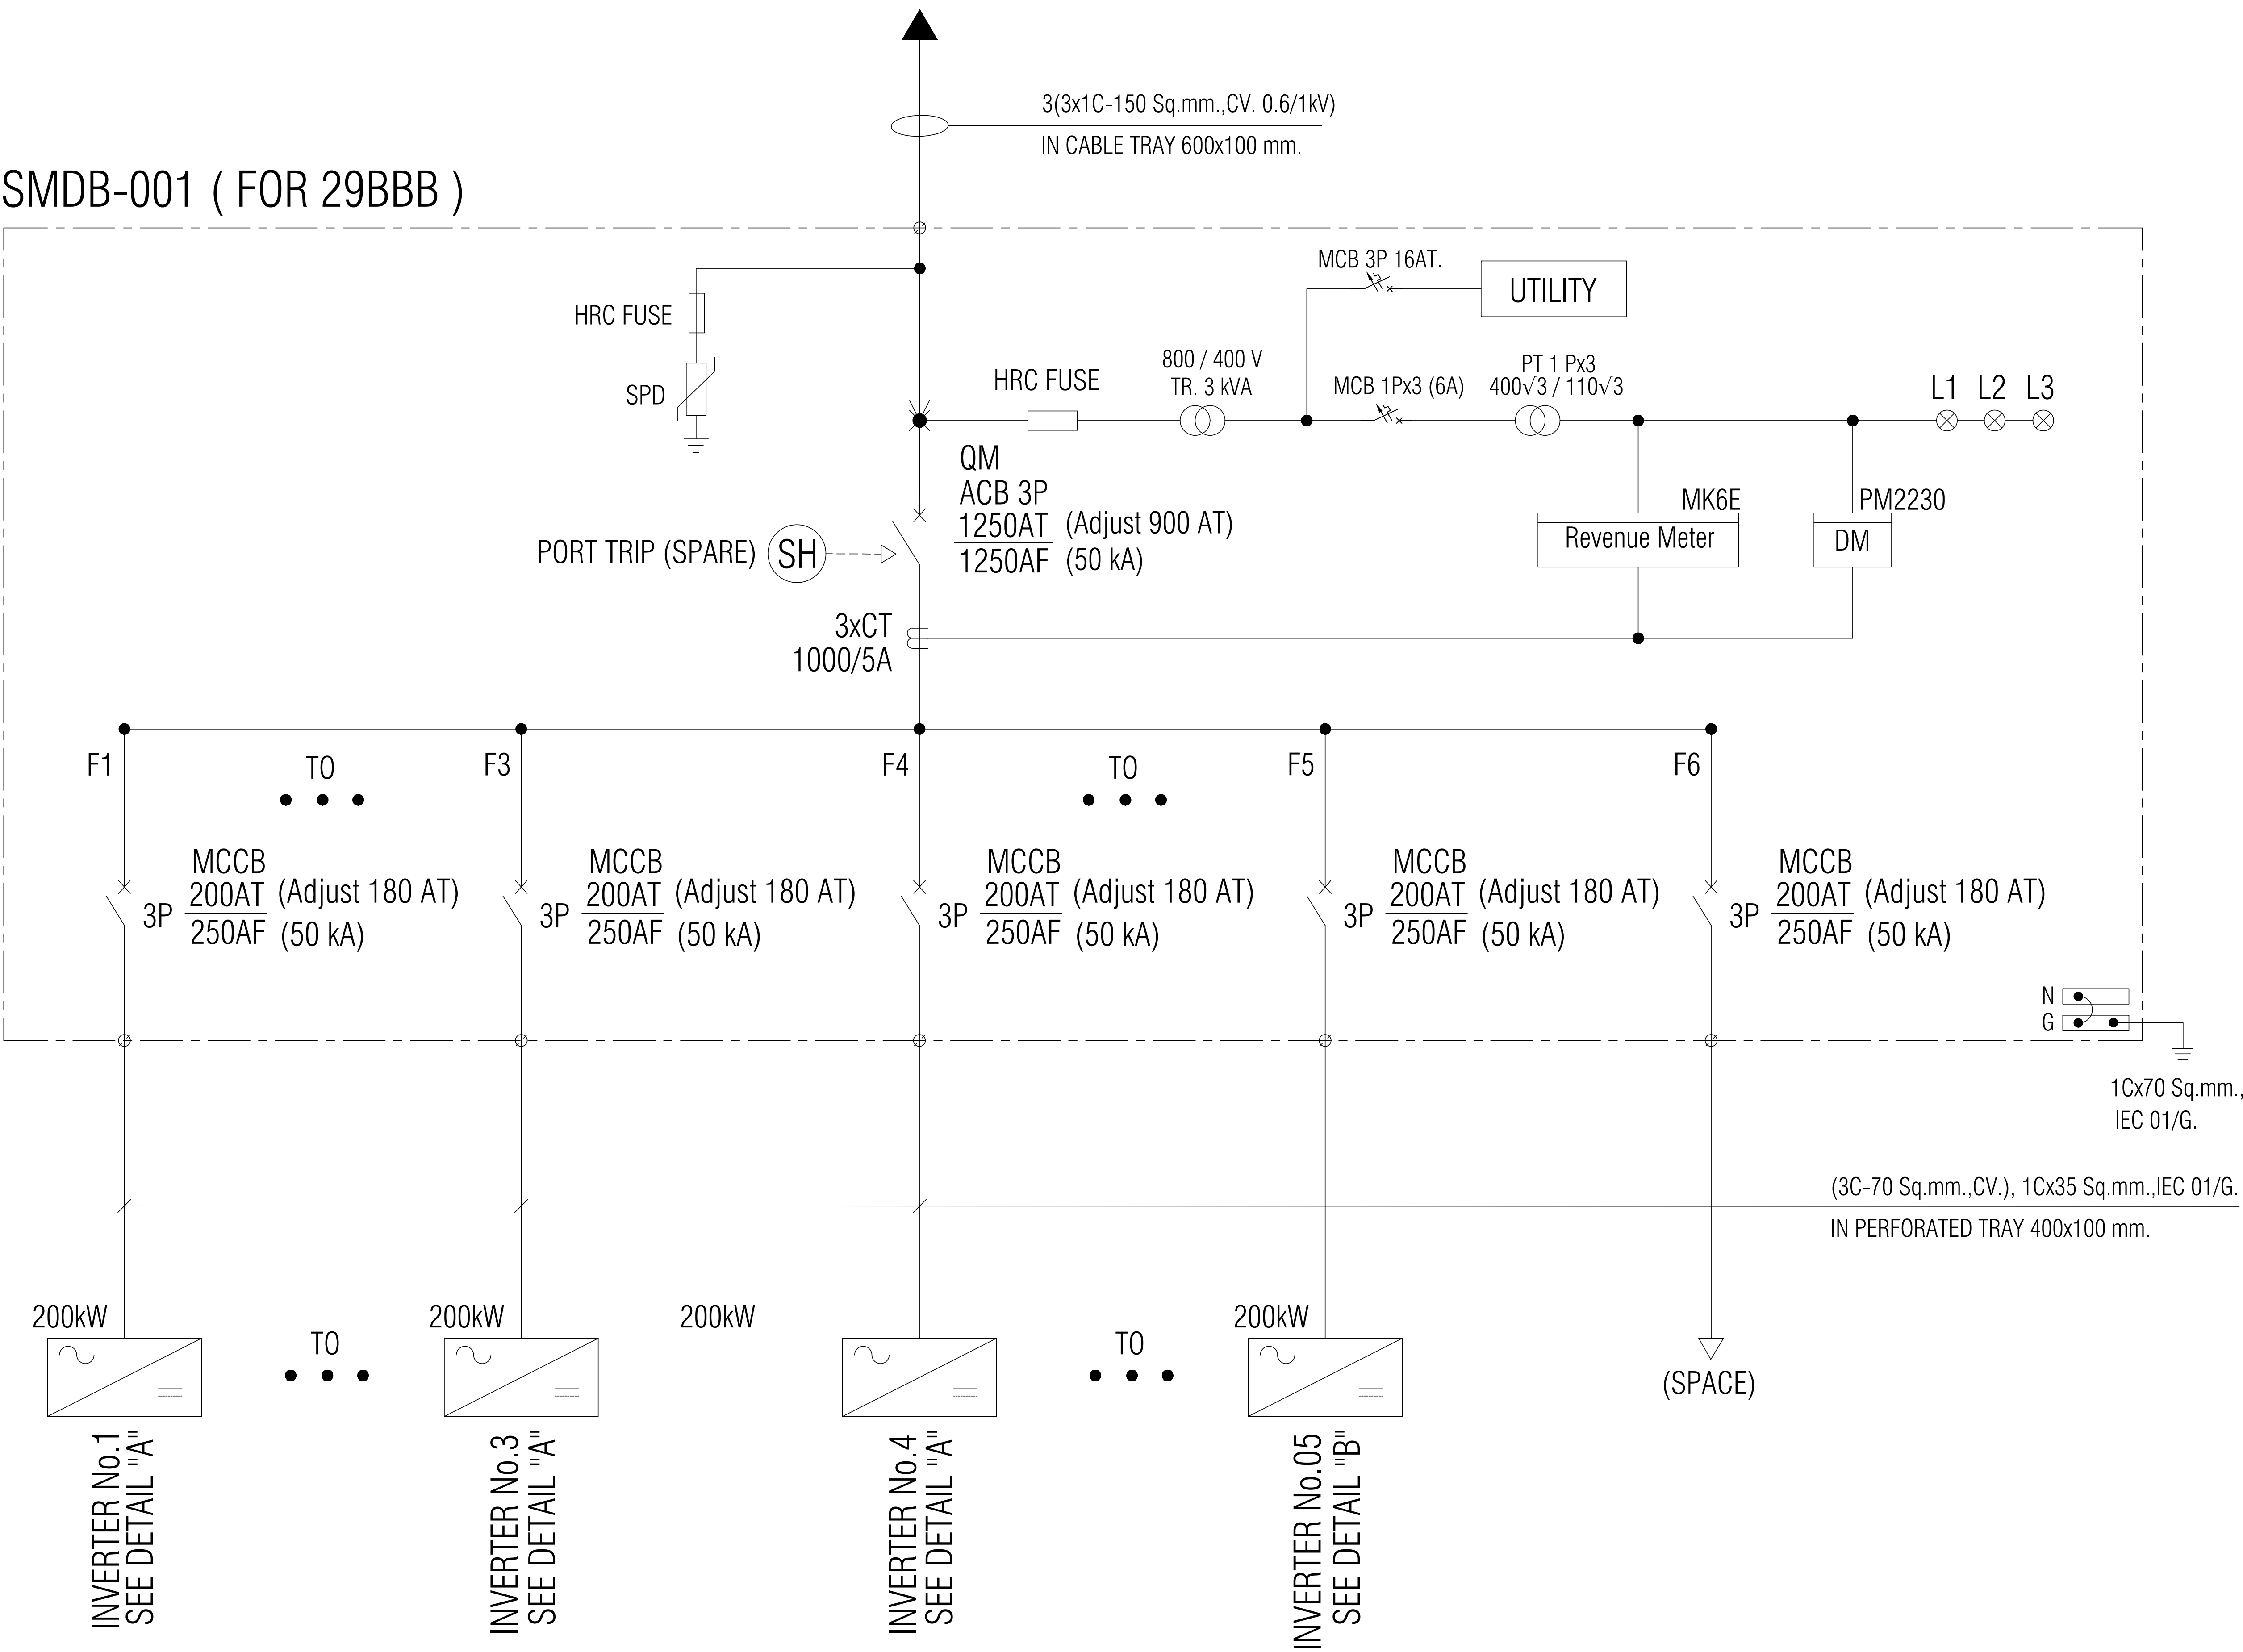 3(3x1C-150 Sq.mm.,CV. 0.6/1kV)
IN CABLE TRAY 600x100 mm.
SMDB-001 ( FOR 29BBB )
MCB 3P 16AT.
UTILITY
HRC FUSE
SPD
HRC FUSE
800 / 400 V
TR. 3 kVA
MCB 1Px3 (6A)
PT 1 Px3
400√3 / 110√3
L1 L2 L3
QM
ACB 3P
1250AT (Adjust 900 AT)
1250AF (50 kA)
PORT TRIP (SPARE) SH
MK6E
Revenue Meter
PM2230
DM
3xCT
1000/5A
F1
TO
F3
F4
TO
F5
F6
MCCB
3P 200AT (Adjust 180 AT)
250AF (50 kA)
MCCB
3P 200AT (Adjust 180 AT)
250AF (50 kA)
MCCB
3P 200AT (Adjust 180 AT)
250AF (50 kA)
MCCB
3P 200AT (Adjust 180 AT)
250AF (50 kA)
MCCB
3P 200AT (Adjust 180 AT)
250AF (50 kA)
N
G
1Cx70 Sq.mm.,
IEC 01/G.
(3C-70 Sq.mm.,CV.), 1Cx35 Sq.mm.,IEC 01/G.
IN PERFORATED TRAY 400x100 mm.
200kW
TO
200kW
200kW
TO
200kW
(SPACE)
INVERTER No.1
SEE DETAIL "A"
INVERTER No.3
SEE DETAIL "A"
INVERTER No.4
SEE DETAIL "A"
INVERTER No.05
SEE DETAIL "B"